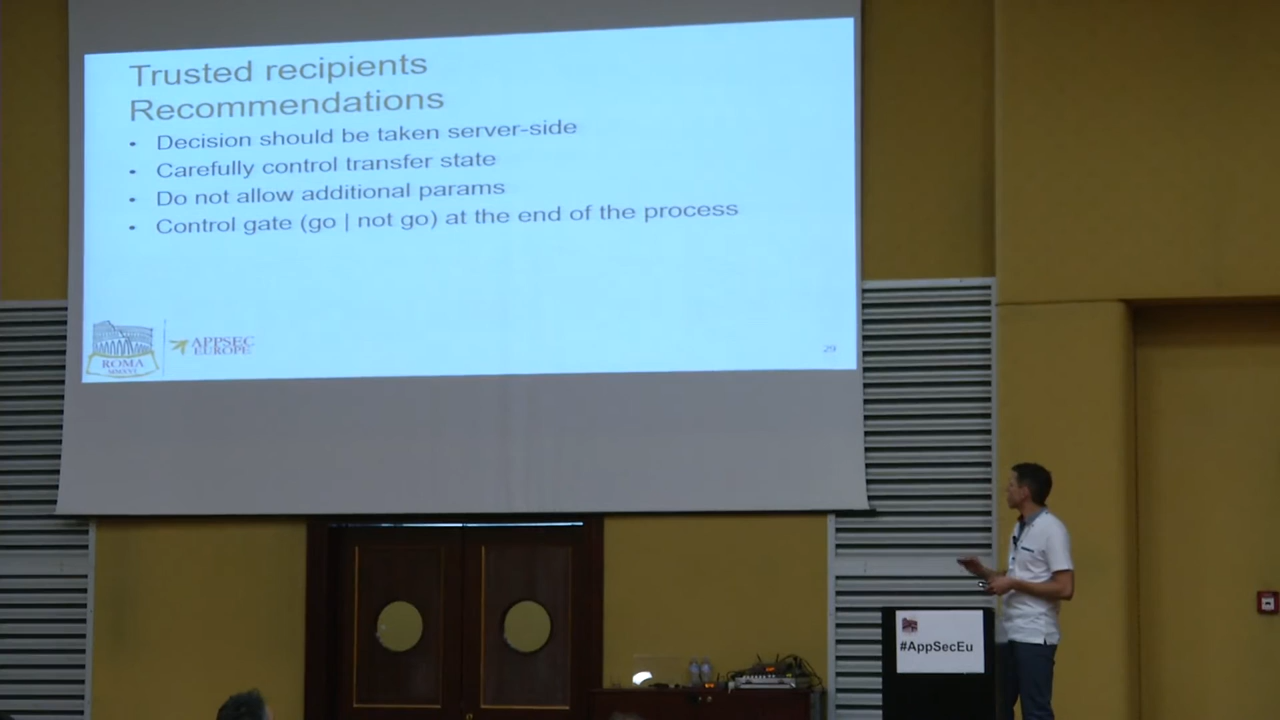 Trusted recipients
Recommendations
• Decision should be taken server-side
• Carefully control transfer state
• Do not allow additional params
• Control gate (go | not go) at the end of the process
ROMA
MMXVI
APPSEC
EUROPE
29
#AppSecEu